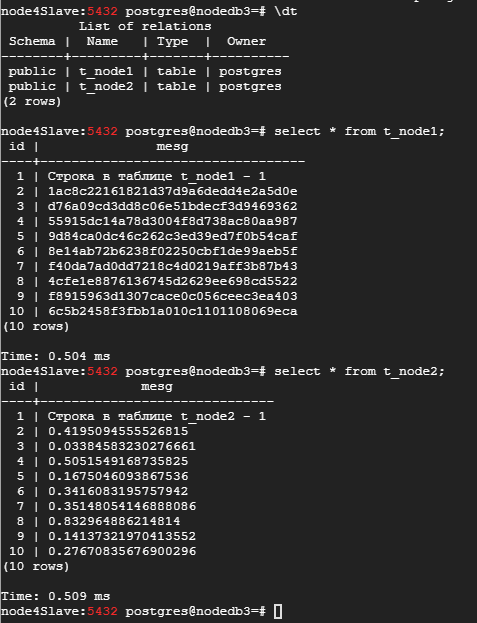 node4Slave:5432 postgres@nodedb3=# \dt
List of relations
Schema | Name | Type | Owner
--------+---------+-------+----------
public | t_node1 | table | postgres
public | t_node2 | table | postgres
(2 rows)
node4Slave:5432 postgres@nodedb3=# select * from t_node1;
id | mesg
----+----------------------------------
1 | Строка в таблице t_node1 - 1
2 | 1ac8c22161821d37d9a6dedd4e2a5d0e
3 | d76a09cd3dd8c06e51bdecf3d9469362
4 | 55915dc14a78d3004f8d738ac80aa987
5 | 9d84ca0dc46c262c3ed39ed7f0b54caf
6 | 8e14ab72b6238f02250cbf1de99aeb5f
7 | f40da7ad0dd7218c4d0219aff3b87b43
8 | 4cfe1e8876136745d2629ee698cd5522
9 | f8915963d1307cace0c056ceec3ea403
10 | 6c5b2458f3fbb1a010c1101108069eca
(10 rows)
Time: 0.504 ms
node4Slave:5432 postgres@nodedb3=# select * from t_node2;
id | mesg
----+------------------------------
1 | Строка в таблице t_node2 - 1
2 | 0.4195094555526815
3 | 0.03384583230276661
4 | 0.5051549168735825
5 | 0.1675046093867536
6 | 0.3416083195757942
7 | 0.35148054146888086
8 | 0.832964886214814
9 | 0.14137321970413552
10 | 0.27670835676900296
(10 rows)
Time: 0.509 ms
node4Slave:5432 postgres@nodedb3=#